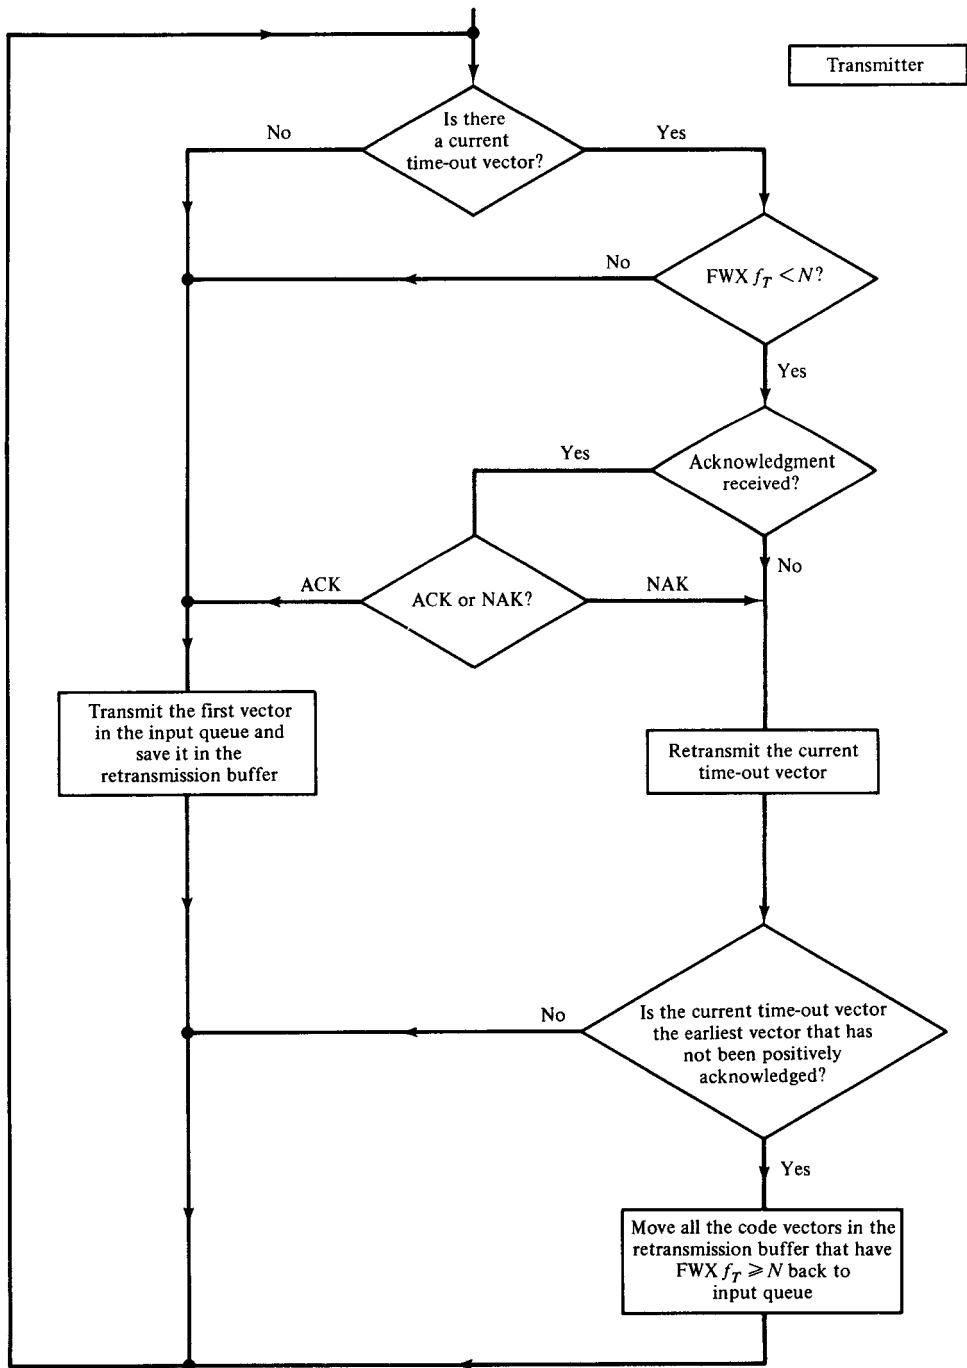 Transmitter
Is there
a current
time-out vector?
No
Yes
FWX f_T < N?
No
Yes
Acknowledgment
received?
Yes
No
ACK or NAK?
ACK
NAK
Transmit the first vector
in the input queue and
save it in the
retransmission buffer
Retransmit the current
time-out vector
Is the current time-out vector
the earliest vector that has
not been positively
acknowledged?
No
Yes
Move all the code vectors in the
retransmission buffer that have
FWX f_T ⩾ N back to
input queue